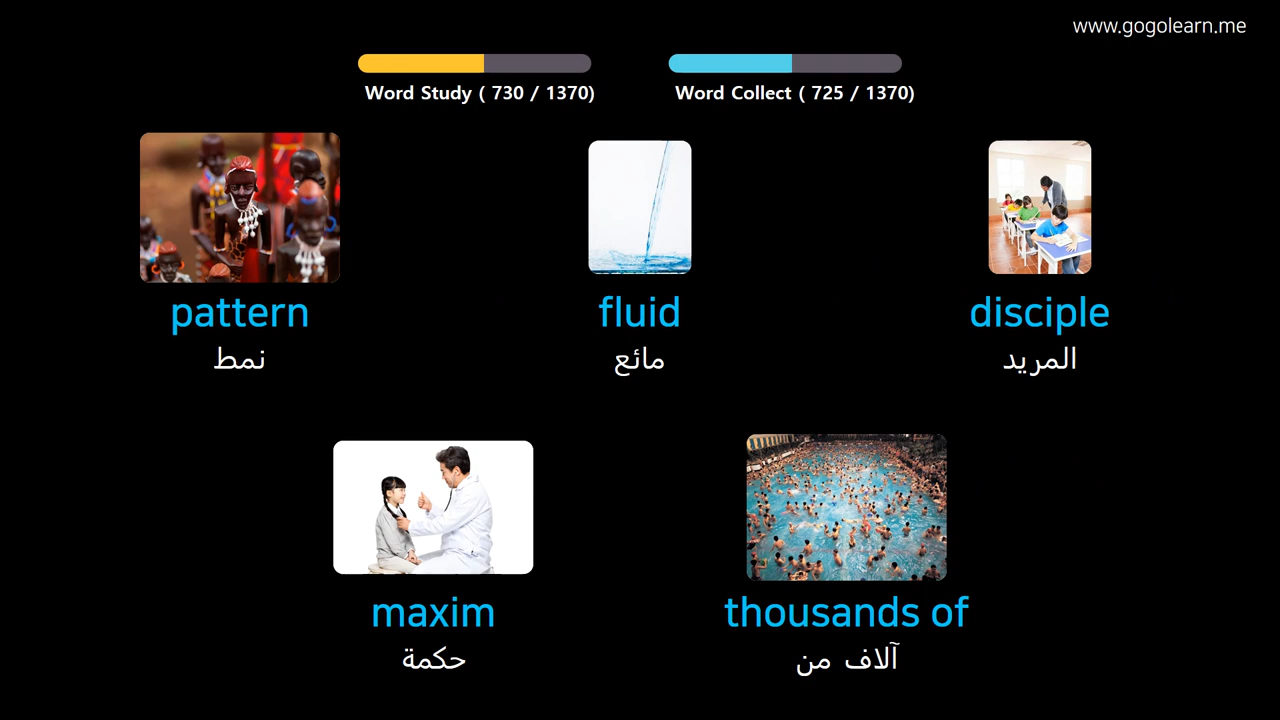 www.gogolearn.me
Word Study ( 730 / 1370)
Word Collect ( 725 / 1370)
pattern
نمط
fluid
مائع
disciple
المريد
maxim
حكمة
thousands of
آلاف من